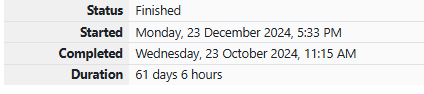 Status Finished
Started Monday, 23 December 2024, 5:33 PM
Completed Wednesday, 23 October 2024, 11:15 AM
Duration 61 days 6 hours